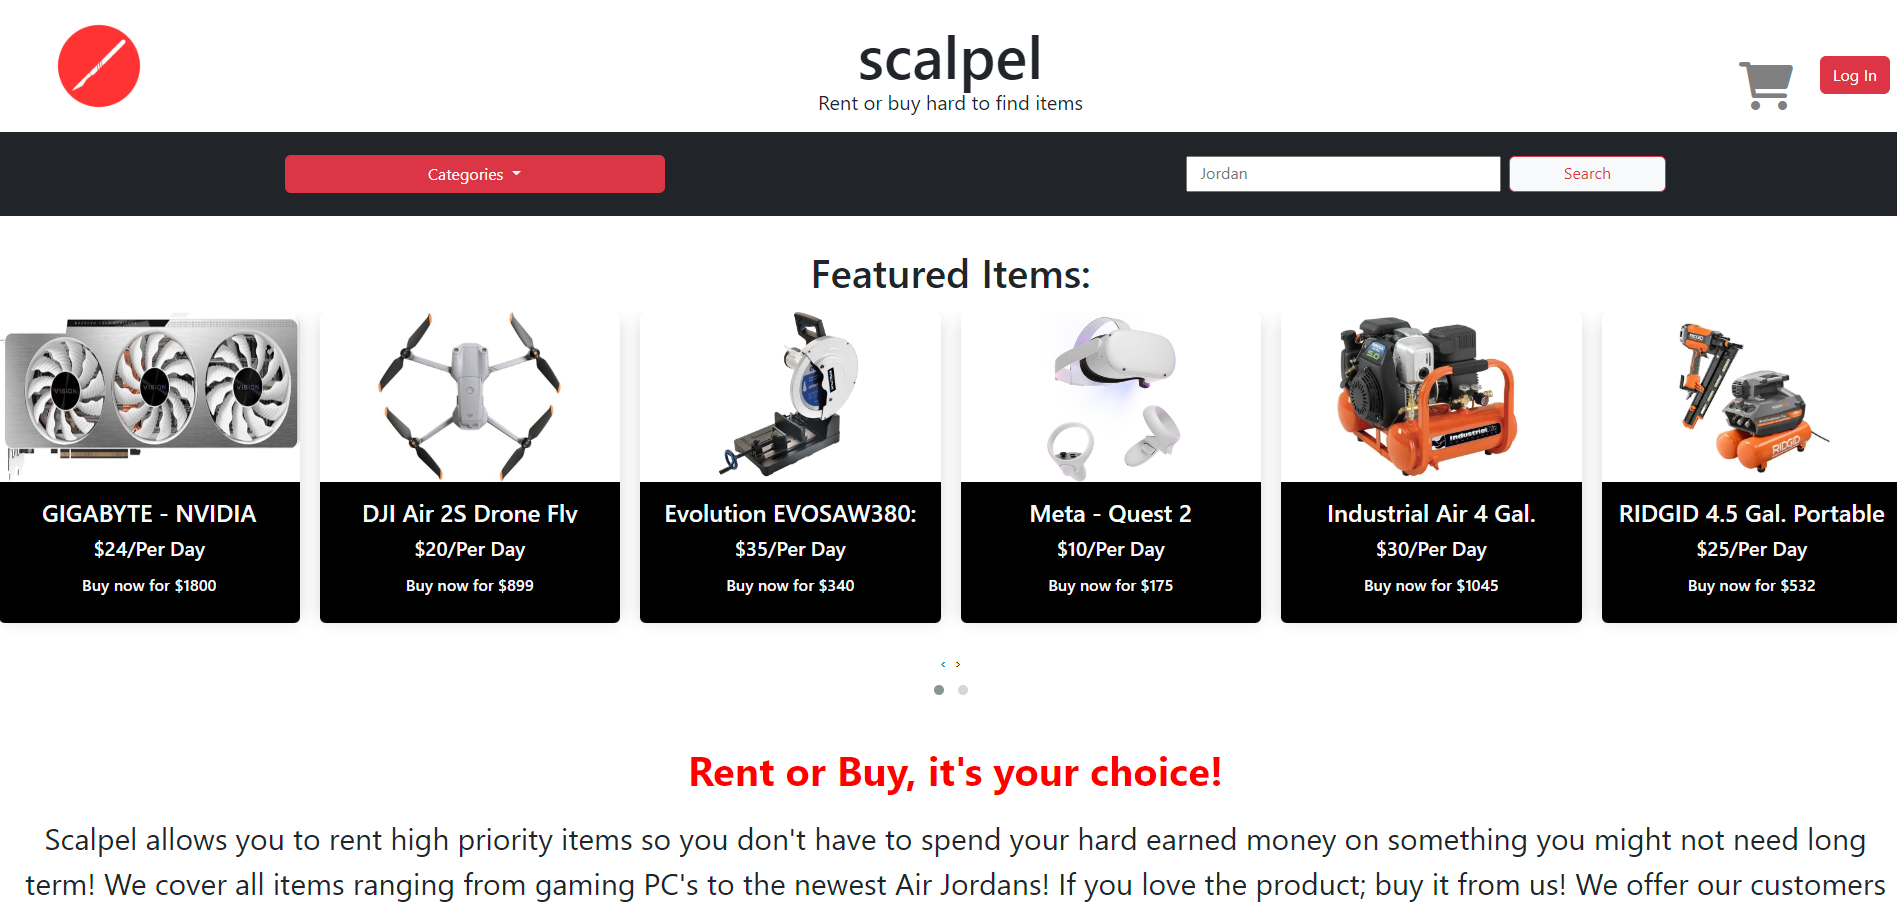 scalpel
Rent or buy hard to find items
Log In
Categories
Jordan
Search
Featured Items:
VISION VISION VISION
Industrial Air
RIDGID
GIGABYTE - NVIDIA
$24/Per Day
Buy now for $1800
DJI Air 2S Drone Fly
$20/Per Day
Buy now for $899
Evolution EVOSAW380:
$35/Per Day
Buy now for $340
Meta - Quest 2
$10/Per Day
Buy now for $175
Industrial Air 4 Gal.
$30/Per Day
Buy now for $1045
RIDGID 4.5 Gal. Portable
$25/Per Day
Buy now for $532
‹ ›
Rent or Buy, it's your choice!
Scalpel allows you to rent high priority items so you don't have to spend your hard earned money on something you might not need long
term! We cover all items ranging from gaming PC's to the newest Air Jordans! If you love the product; buy it from us! We offer our customers